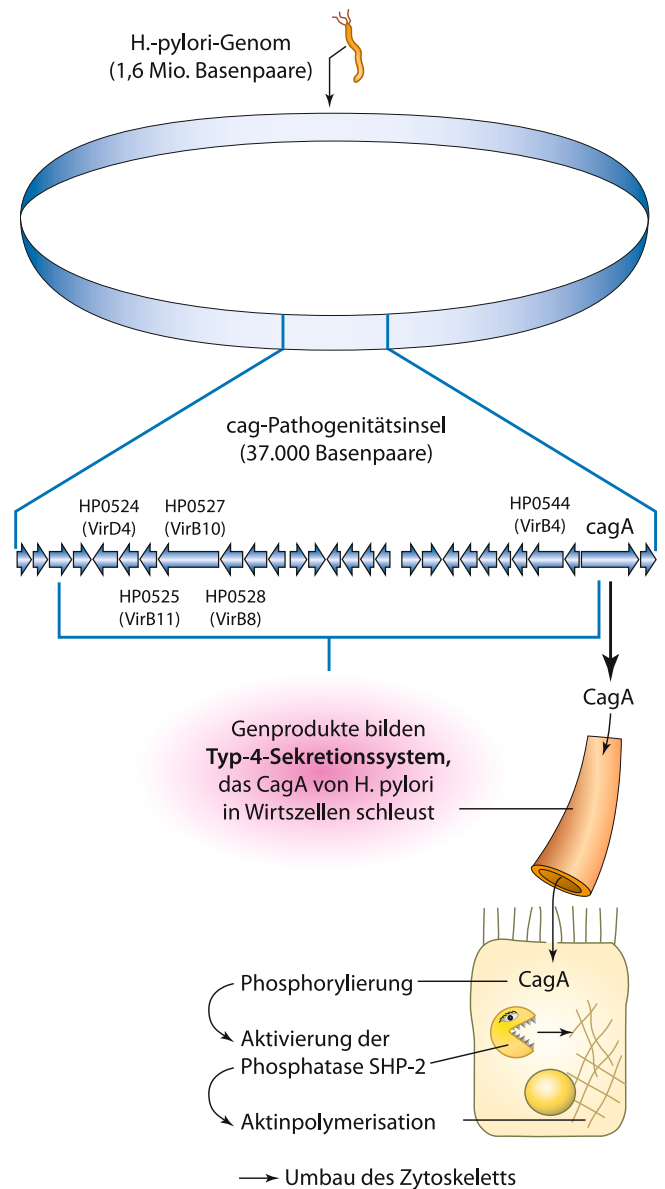 H.-pylori-Genom
(1,6 Mio. Basenpaare)
cag-Pathogenitätsinsel
(37.000 Basenpaare)
HP0524
(VirD4)
HP0527
(VirB10)
HP0544
(VirB4)
cagA
HP0525
(VirB11)
HP0528
(VirB8)
CagA
Genprodukte bilden
Typ-4-Sekretionssystem,
das CagA von H. pylori
in Wirtszellen schleust
Phosphorylierung
CagA
Aktivierung der
Phosphatase SHP-2
Aktinpolymerisation
Umbau des Zytoskeletts